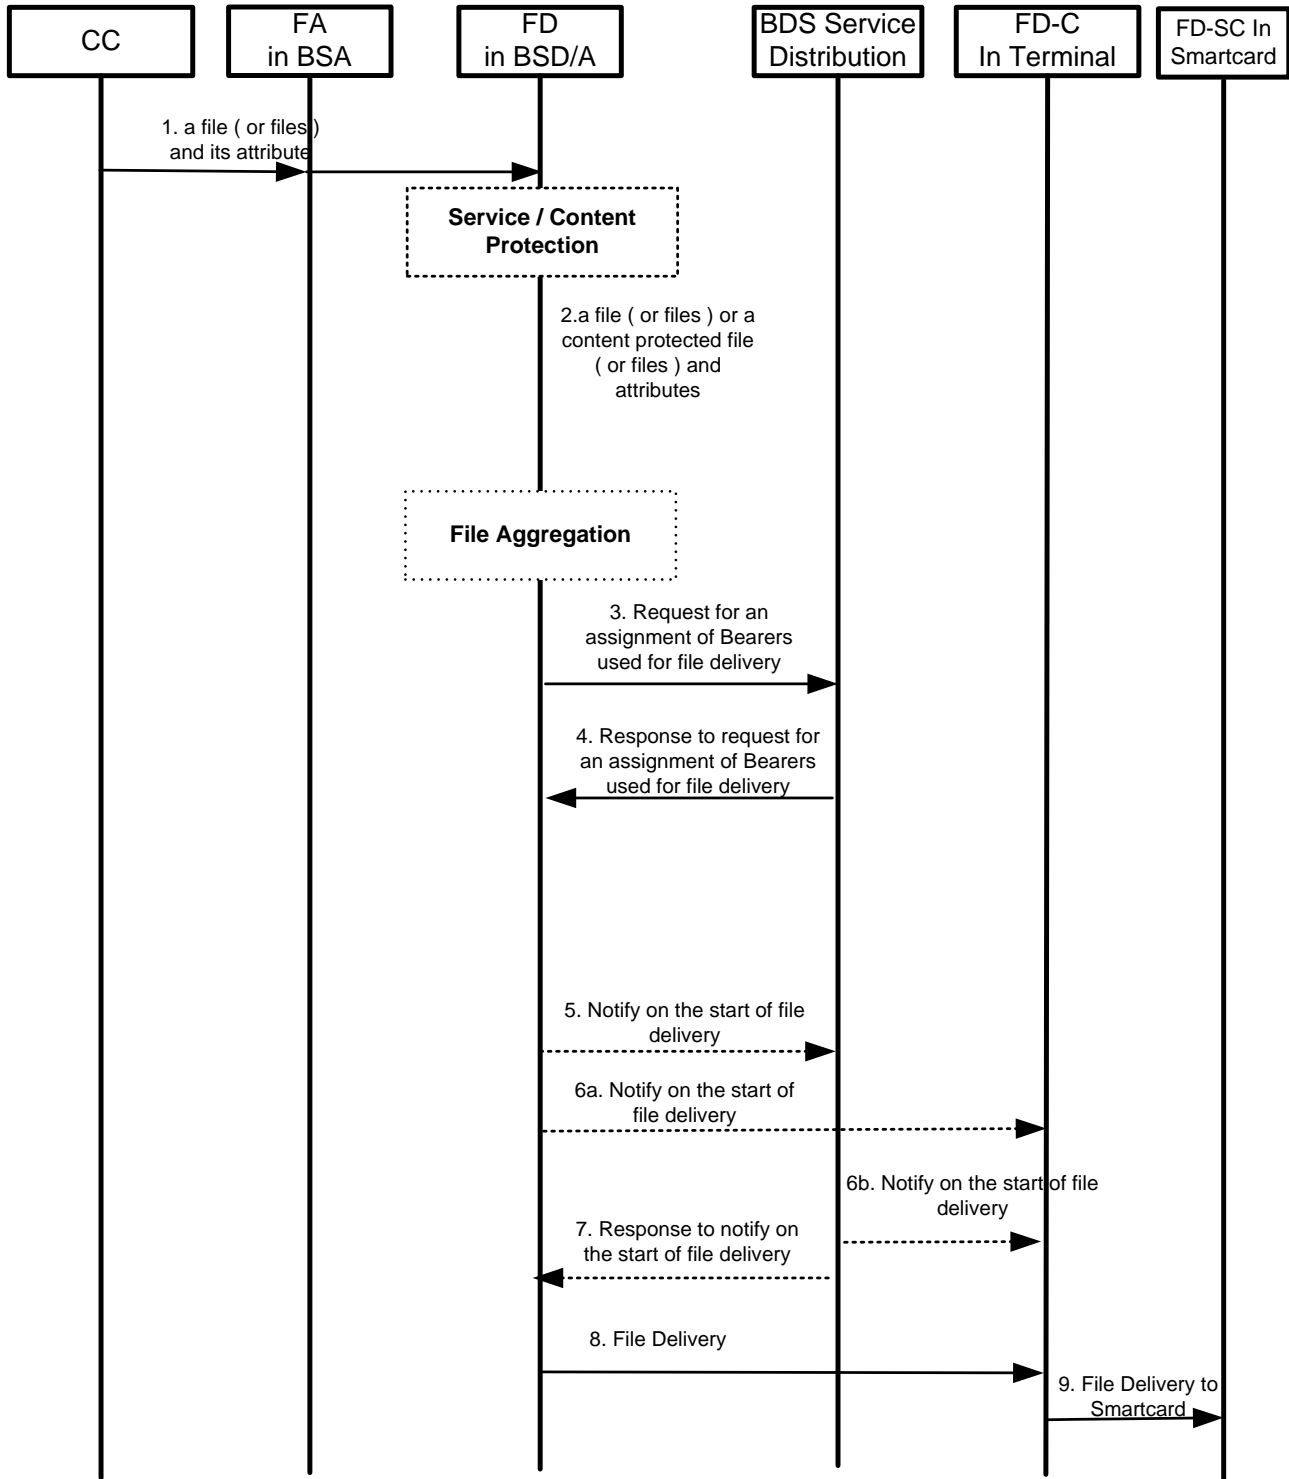 CC
FA
in BSA
FD
in BSD/A
BDS Service
Distribution
FD-C
In Terminal
FD-SC In
Smartcard
1. a file ( or files )
and its attribute
Service / Content
Protection
2.a file ( or files ) or a
content protected file
( or files ) and
attributes
File Aggregation
3. Request for an
assignment of Bearers
used for file delivery
4. Response to request for
an assignment of Bearers
used for file delivery
5. Notify on the start of file
delivery
6a. Notify on the start of
file delivery
6b. Notify on the start of file
delivery
7. Response to notify on
the start of file delivery
8. File Delivery
9. File Delivery to
Smartcard